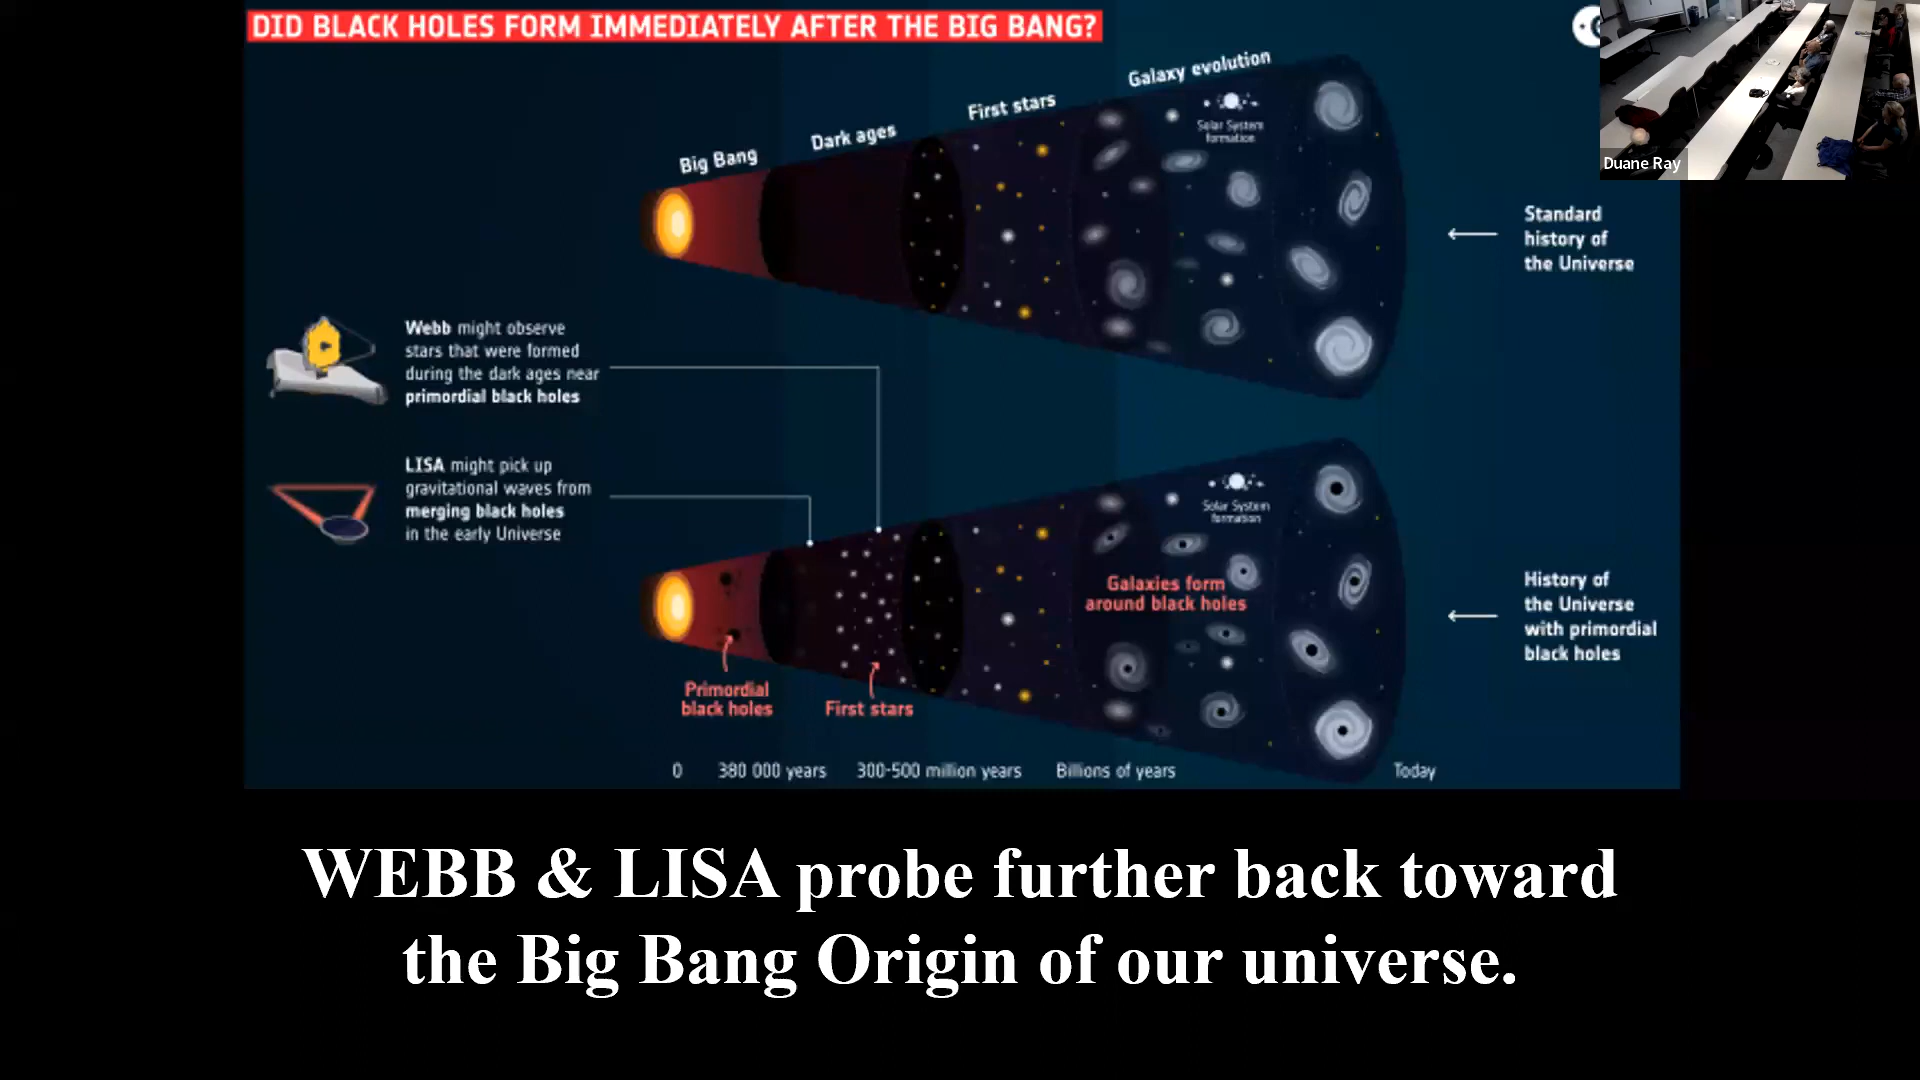 DID BLACK HOLES FORM IMMEDIATELY AFTER THE BIG BANG?
Duane Ray
Big Bang
Dark ages
First stars
Galaxy evolution
Solar System
formation
Standard
history of
the Universe
Webb might observe
stars that were formed
during the dark ages near
primordial black holes
LISA might pick up
gravitational waves from
merging black holes
in the early Universe
Solar System
formation
Galaxies form
around black holes
History of
the Universe
with primordial
black holes
Primordial
black holes
First stars
0
380 000 years
300-500 million years
Billions of years
Today
WEBB & LISA probe further back toward
the Big Bang Origin of our universe.